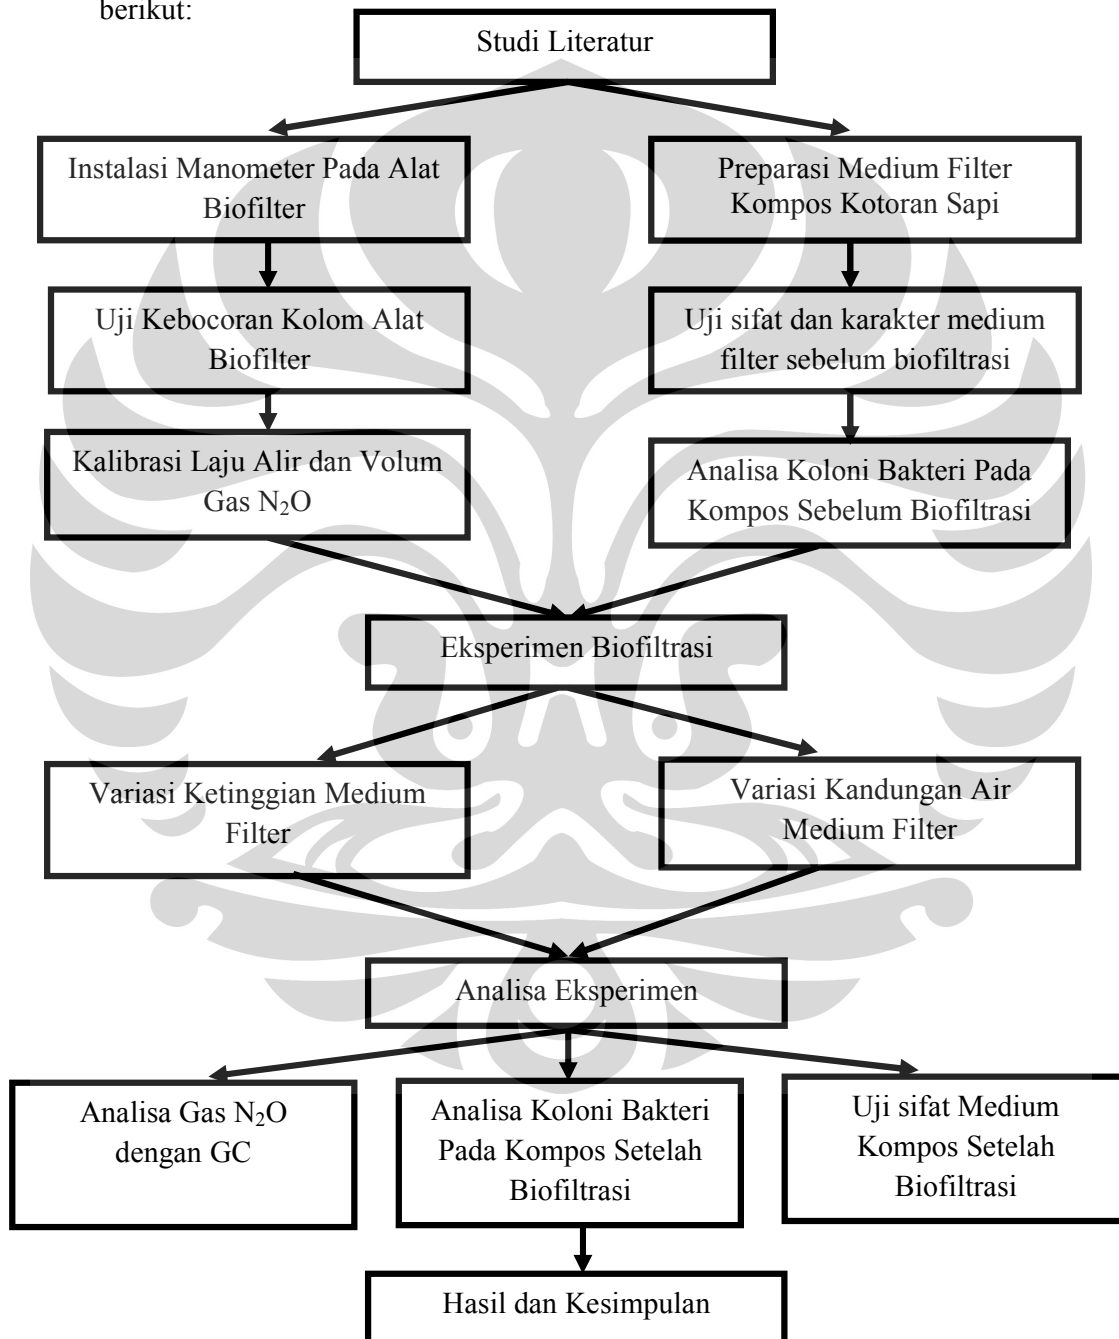 berikut:
Studi Literatur
Instalasi Manometer Pada Alat
Biofilter
Preparasi Medium Filter
Kompos Kotoran Sapi
Uji Kebocoran Kolom Alat
Biofilter
Uji sifat dan karakter medium
filter sebelum biofiltrasi
Kalibrasi Laju Alir dan Volum
Gas N₂O
Analisa Koloni Bakteri Pada
Kompos Sebelum Biofiltrasi
Eksperimen Biofiltrasi
Variasi Ketinggian Medium
Filter
Variasi Kandungan Air
Medium Filter
Analisa Eksperimen
Analisa Gas N₂O
dengan GC
Analisa Koloni Bakteri
Pada Kompos Setelah
Biofiltrasi
Uji sifat Medium
Kompos Setelah
Biofiltrasi
Hasil dan Kesimpulan